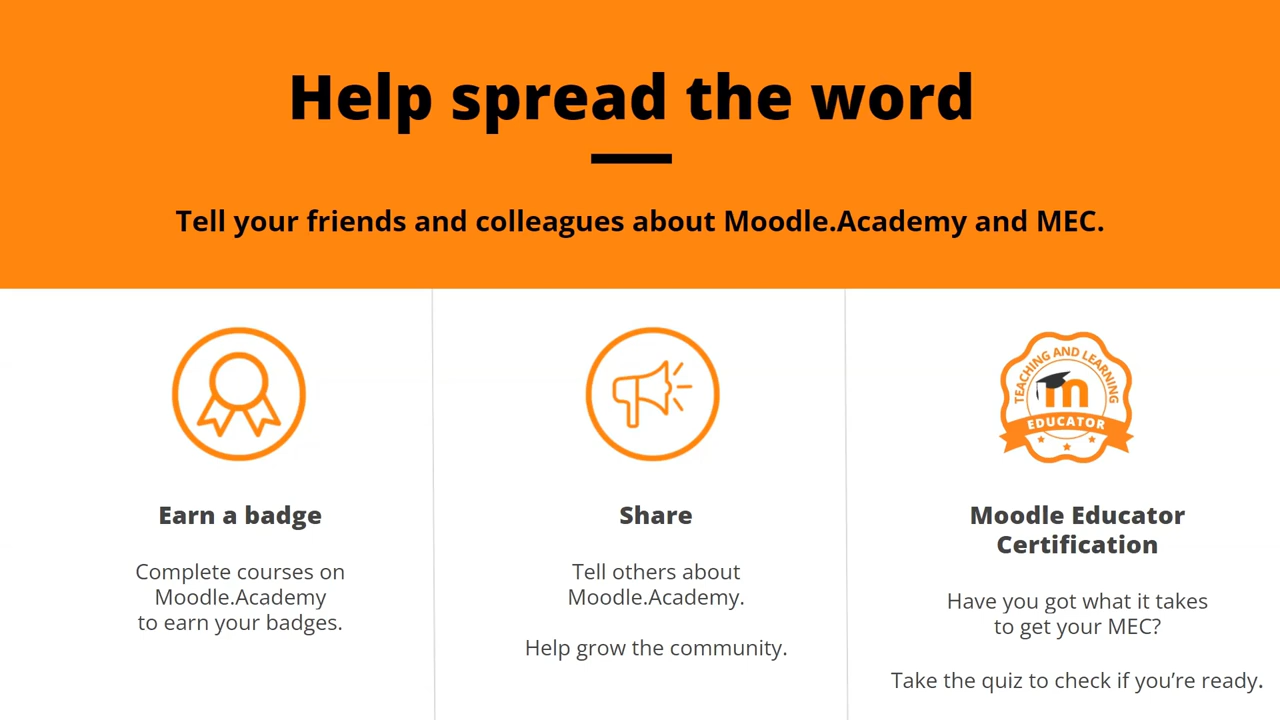 Help spread the word
Tell your friends and colleagues about Moodle.Academy and MEC.
Earn a badge
Complete courses on
Moodle.Academy
to earn your badges.
Share
Tell others about
Moodle.Academy.
Help grow the community.
TEACHING AND LEARNING
m
EDUCATOR
Moodle Educator
Certification
Have you got what it takes
to get your MEC?
Take the quiz to check if you’re ready.